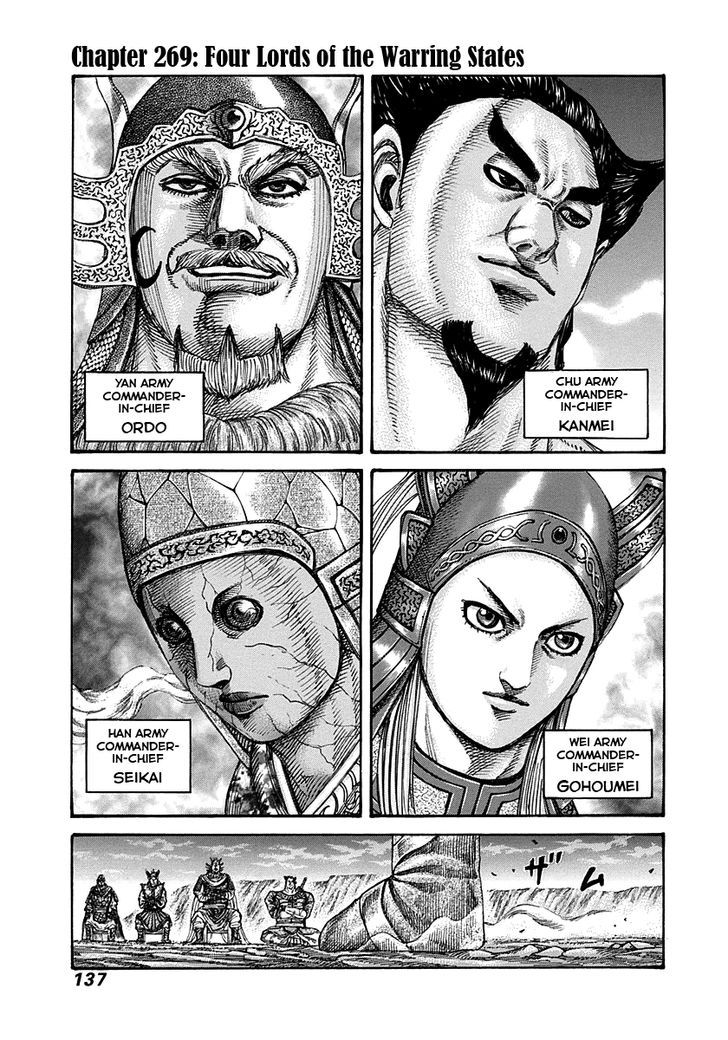 Chapter 269: Four Lords of the Warring States
YAN ARMY
COMMANDER-
IN-CHIEF
ORDO
CHU ARMY
COMMANDER-
IN-CHIEF
KANMEI
HAN ARMY
COMMANDER-
IN-CHIEF
SEIKAI
WEI ARMY
COMMANDER-
IN-CHIEF
GOHOUMEI
ザム
137